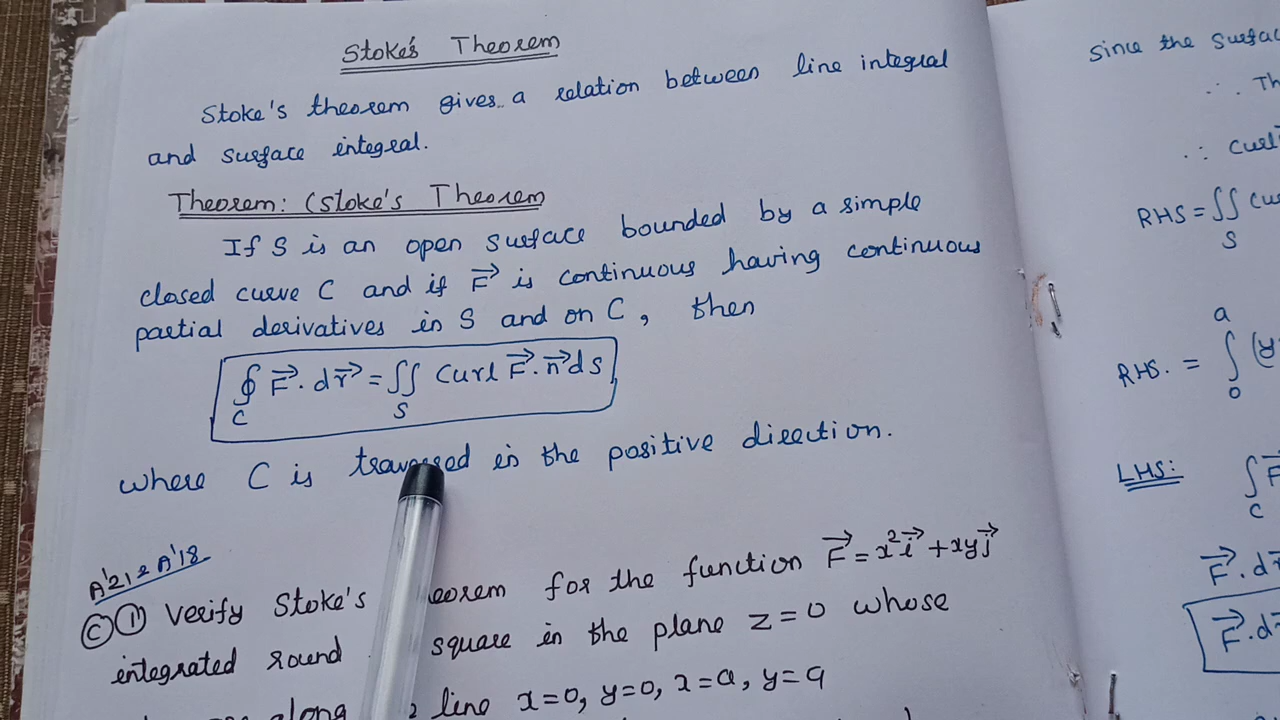 Stoke's Theorem
Stoke's theorem gives a relation between line integral
and surface integral.
Theorem: (Stoke's Theorem
If S is an open surface bounded by a simple
closed curve C and if F⃗ is continuous having continuous
partial derivatives in S and on C, then
∮_C F⃗. dr⃗ = ∬_S Curl F⃗. n⃗ ds
where C is traversed in the positive direction.
A'21 & A'18
(C) (1) Verify Stoke's eorem for the function F⃗ = x²i⃗ + xyj⃗
integrated round square in the plane z=0 whose
along line x=0, y=0, x=a, y=a
Since the Surfac
∴ Th
∴ Curl
RHS = ∬_S Cu
RHS. = ∫_0^a (y
LHS: ∫_C F⃗
F⃗. d
F⃗. d